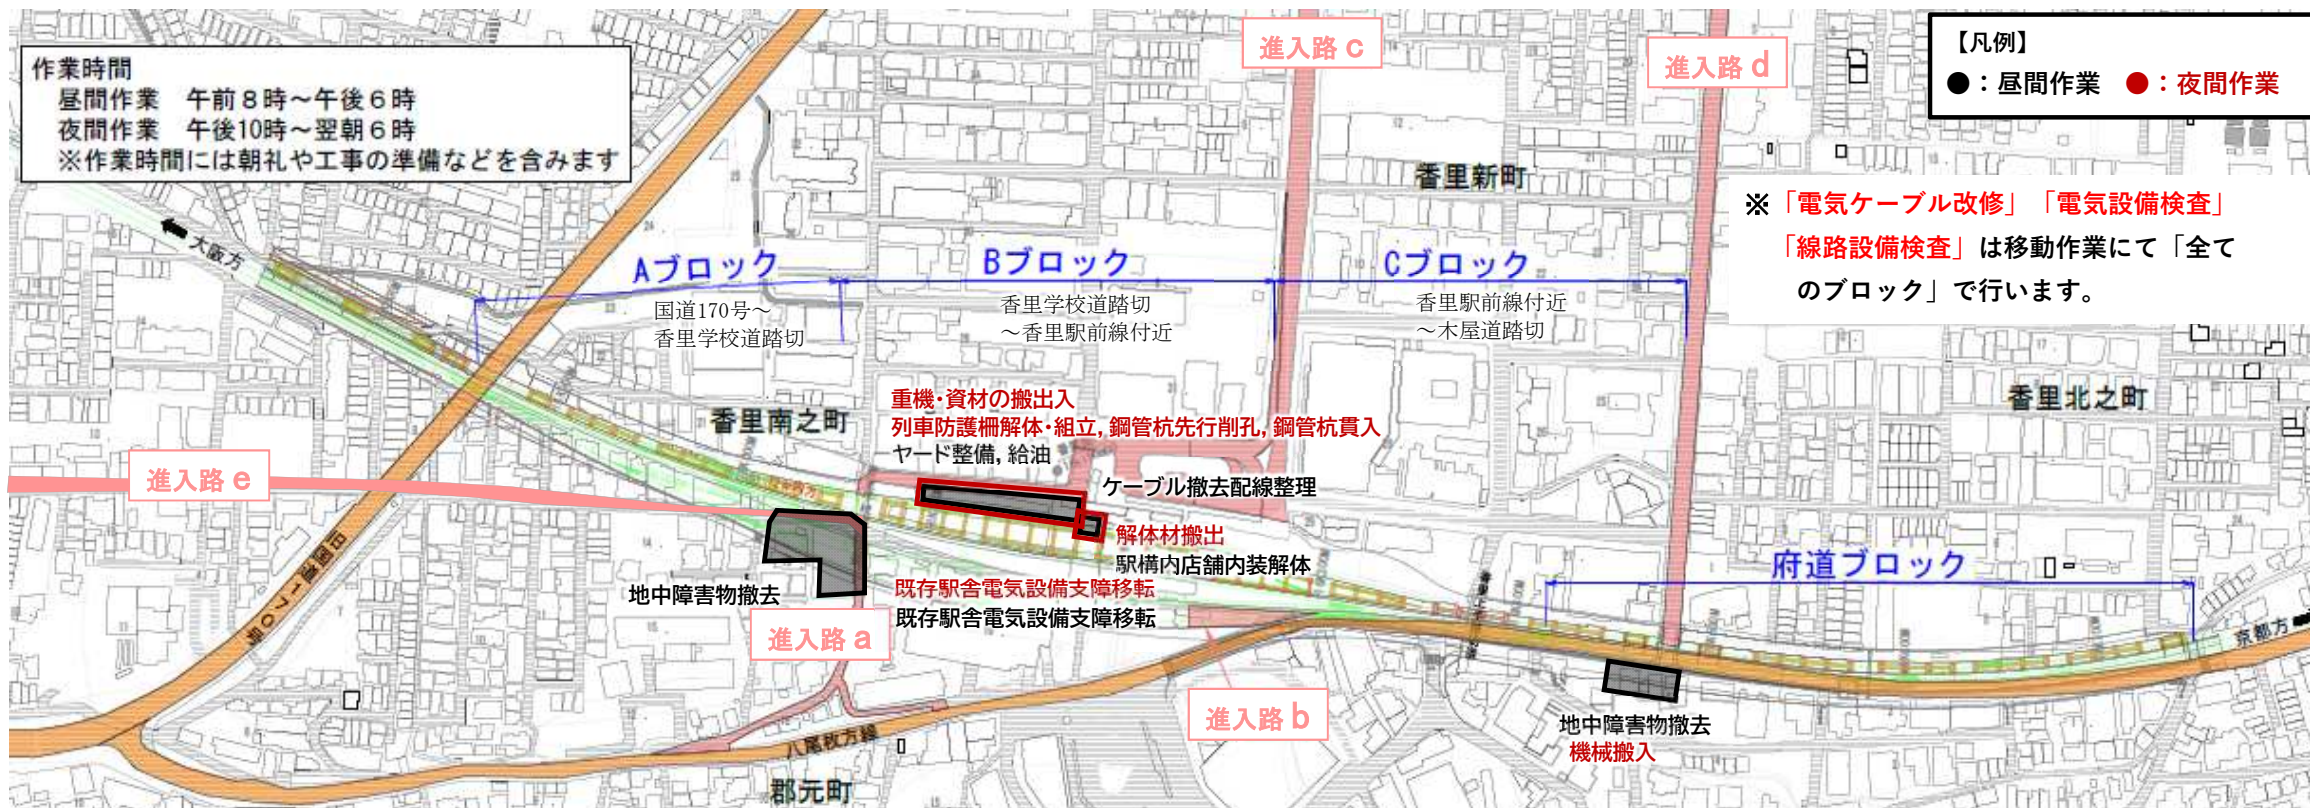 作業時間
昼間作業 午前8時～午後6時
夜間作業 午後10時～翌朝6時
※作業時間には朝礼や工事の準備などを含みます
進入路 c
進入路 d
【凡例】
●：昼間作業 ●：夜間作業
香里新町
※「電気ケーブル改修」「電気設備検査」
「線路設備検査」は移動作業にて「全て
のブロック」で行います。
大阪方
Aブロック
国道170号～
香里学校道踏切
Bブロック
香里学校道踏切
～香里駅前線付近
Cブロック
香里駅前線付近
～木屋道踏切
香里南之町
香里北之町
重機・資材の搬出入
列車防護柵解体・組立, 鋼管杭先行削孔, 鋼管杭貫入
ヤード整備, 給油
進入路 e
ケーブル撤去配線整理
解体材搬出
駅構内店舗内装解体
旧国道170号
地中障害物撤去
既存駅舎電気設備支障移転
既存駅舎電気設備支障移転
府道ブロック
京都方
進入路 a
進入路 b
地中障害物撤去
機械搬入
八尾枚方線
郡元町